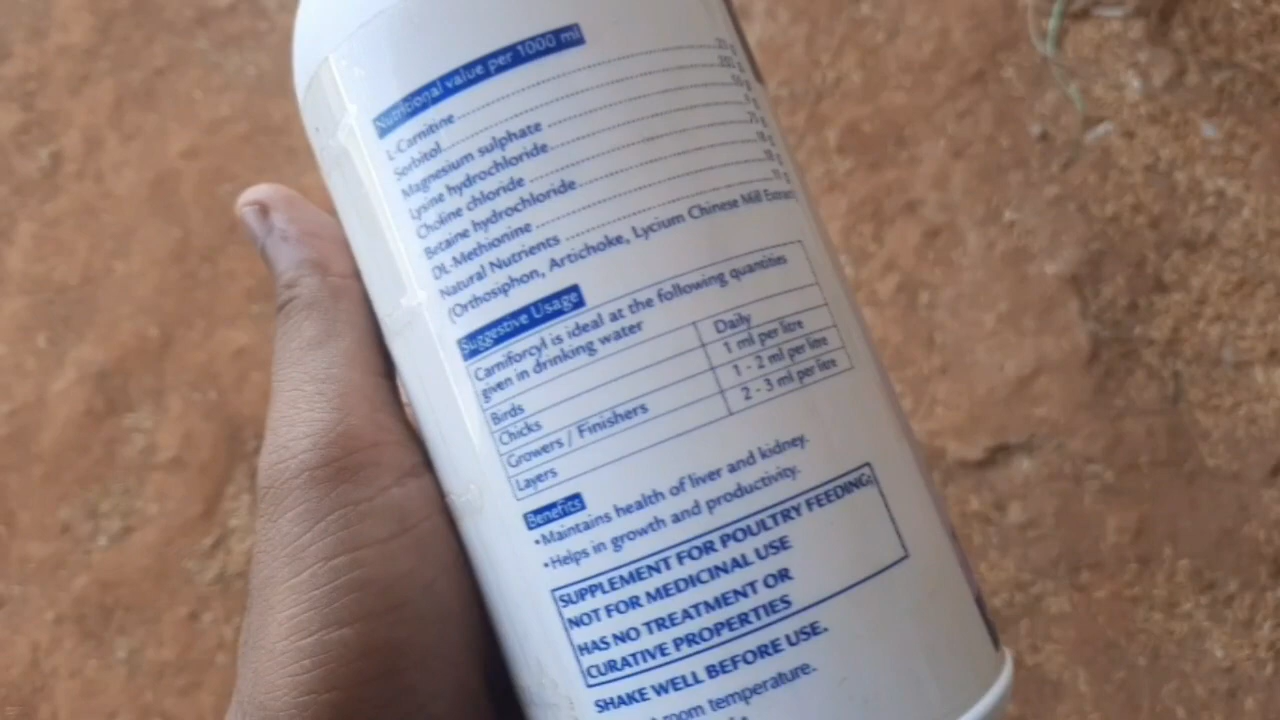 Nutritional value per 1000 ml
L-Carnitine
Sorbitol
Magnesium sulphate
Lysine hydrochloride
Choline chloride
Betaine hydrochloride
DL-Methionine
Natural Nutrients
(Orthosiphon, Artichoke, Lycium Chinese Mill Extract
Suggestive Usage
Carniforcyl is ideal at the following quantities
given in drinking water
Birds Daily
Chicks 1 ml per litre
Growers / Finishers 1 - 2 ml per litre
Layers 2 - 3 ml per litre
Benefits
•Maintains health of liver and kidney.
•Helps in growth and productivity.
SUPPLEMENT FOR POULTRY FEEDING:
NOT FOR MEDICINAL USE
HAS NO TREATMENT OR
CURATIVE PROPERTIES
SHAKE WELL BEFORE USE.
room temperature.